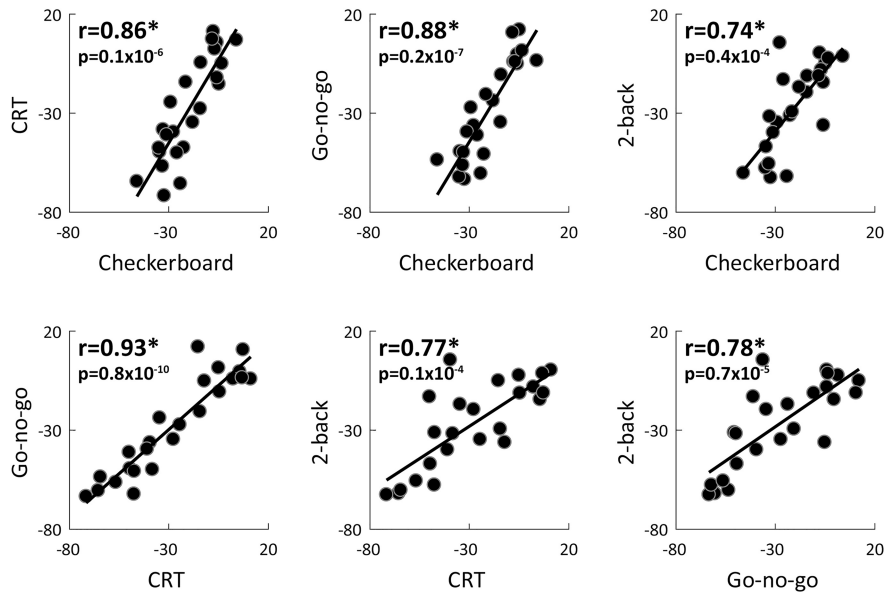 20
r=0.86*
p=0.1x10⁻⁶
CRT
-30
-80
-80 -30 20
Checkerboard
20
r=0.88*
p=0.2x10⁻⁷
Go-no-go
-30
-80
-80 -30 20
Checkerboard
20
r=0.74*
p=0.4x10⁻⁴
2-back
-30
-80
-80 -30 20
Checkerboard
20
r=0.93*
p=0.8x10⁻¹⁰
Go-no-go
-30
-80
-80 -30 20
CRT
20
r=0.77*
p=0.1x10⁻⁴
2-back
-30
-80
-80 -30 20
CRT
20
r=0.78*
p=0.7x10⁻⁵
2-back
-30
-80
-80 -30 20
Go-no-go